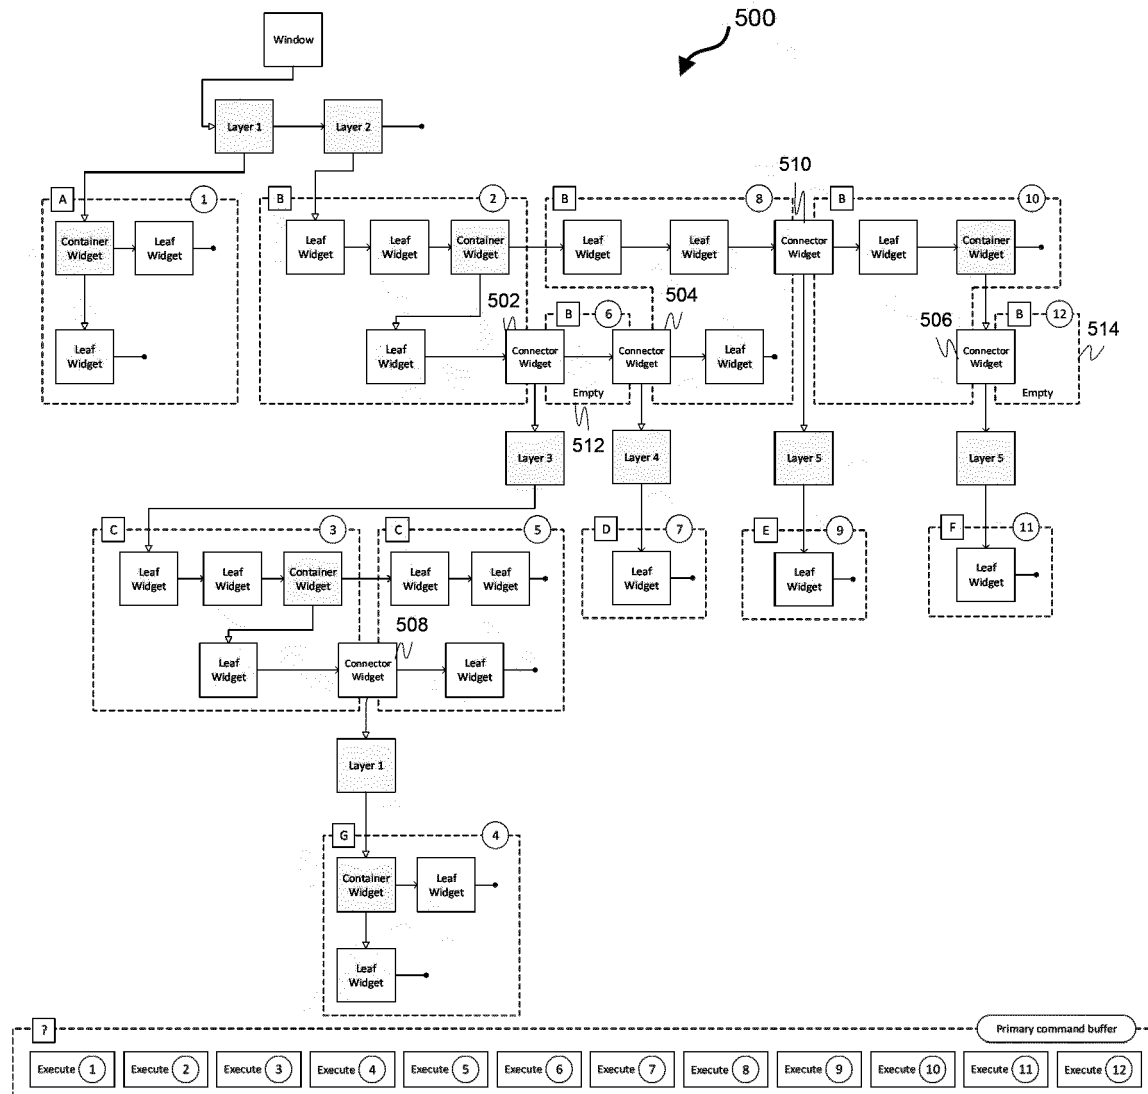 500
Window
Layer 1
Layer 2
510
A
1
B
2
B
8
B
10
Container
Widget
Leaf
Widget
Leaf
Widget
Leaf
Widget
Container
Widget
Leaf
Widget
Leaf
Widget
Connector
Widget
Leaf
Widget
Container
Widget
502
B
6
504
506
B
12
514
Leaf
Widget
Leaf
Widget
Connector
Widget
Connector
Widget
Leaf
Widget
Connector
Widget
Empty
Empty
512
Layer 3
Layer 4
Layer 5
Layer 5
C
3
C
5
D
7
E
9
F
11
Leaf
Widget
Leaf
Widget
Container
Widget
Leaf
Widget
Leaf
Widget
Leaf
Widget
Leaf
Widget
Leaf
Widget
508
Leaf
Widget
Connector
Widget
Leaf
Widget
Layer 1
G
4
Container
Widget
Leaf
Widget
Leaf
Widget
?
Primary command buffer
Execute 1
Execute 2
Execute 3
Execute 4
Execute 5
Execute 6
Execute 7
Execute 8
Execute 9
Execute 10
Execute 11
Execute 12